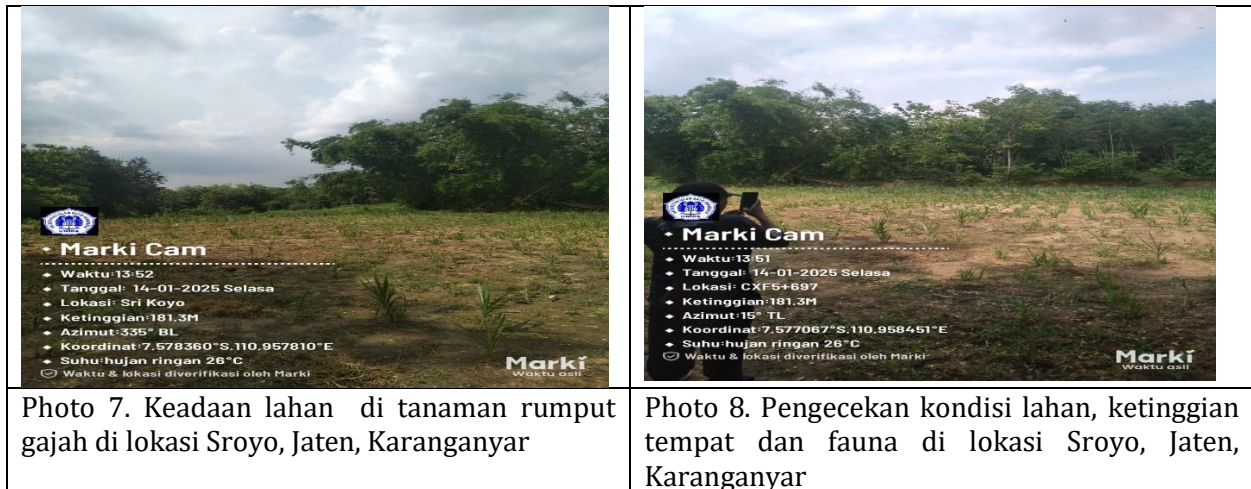 Marki Cam
Waktu:13:52
Tanggal: 14-01-2025 Selasa
Lokasi: Sri Koyo
Ketinggian:181.3M
Azimut:335° BL
Koordinat:7.578360°S,110.957810°E
Suhu:hujan ringan 26°C
Waktu & lokasi diverifikasi oleh Marki
Marki
Waktu asli
Photo 7. Keadaan lahan di tanaman rumput
gajah di lokasi Sroyo, Jaten, Karanganyar
Marki Cam
Waktu:13:51
Tanggal: 14-01-2025 Selasa
Lokasi: CXF5+697
Ketinggian:181.3M
Azimut:15° TL
Koordinat:7.577067°S,110.958451°E
Suhu:hujan ringan 26°C
Waktu & lokasi diverifikasi oleh Marki
Marki
Waktu asli
Photo 8. Pengecekan kondisi lahan, ketinggian
tempat dan fauna di lokasi Sroyo, Jaten,
Karanganyar